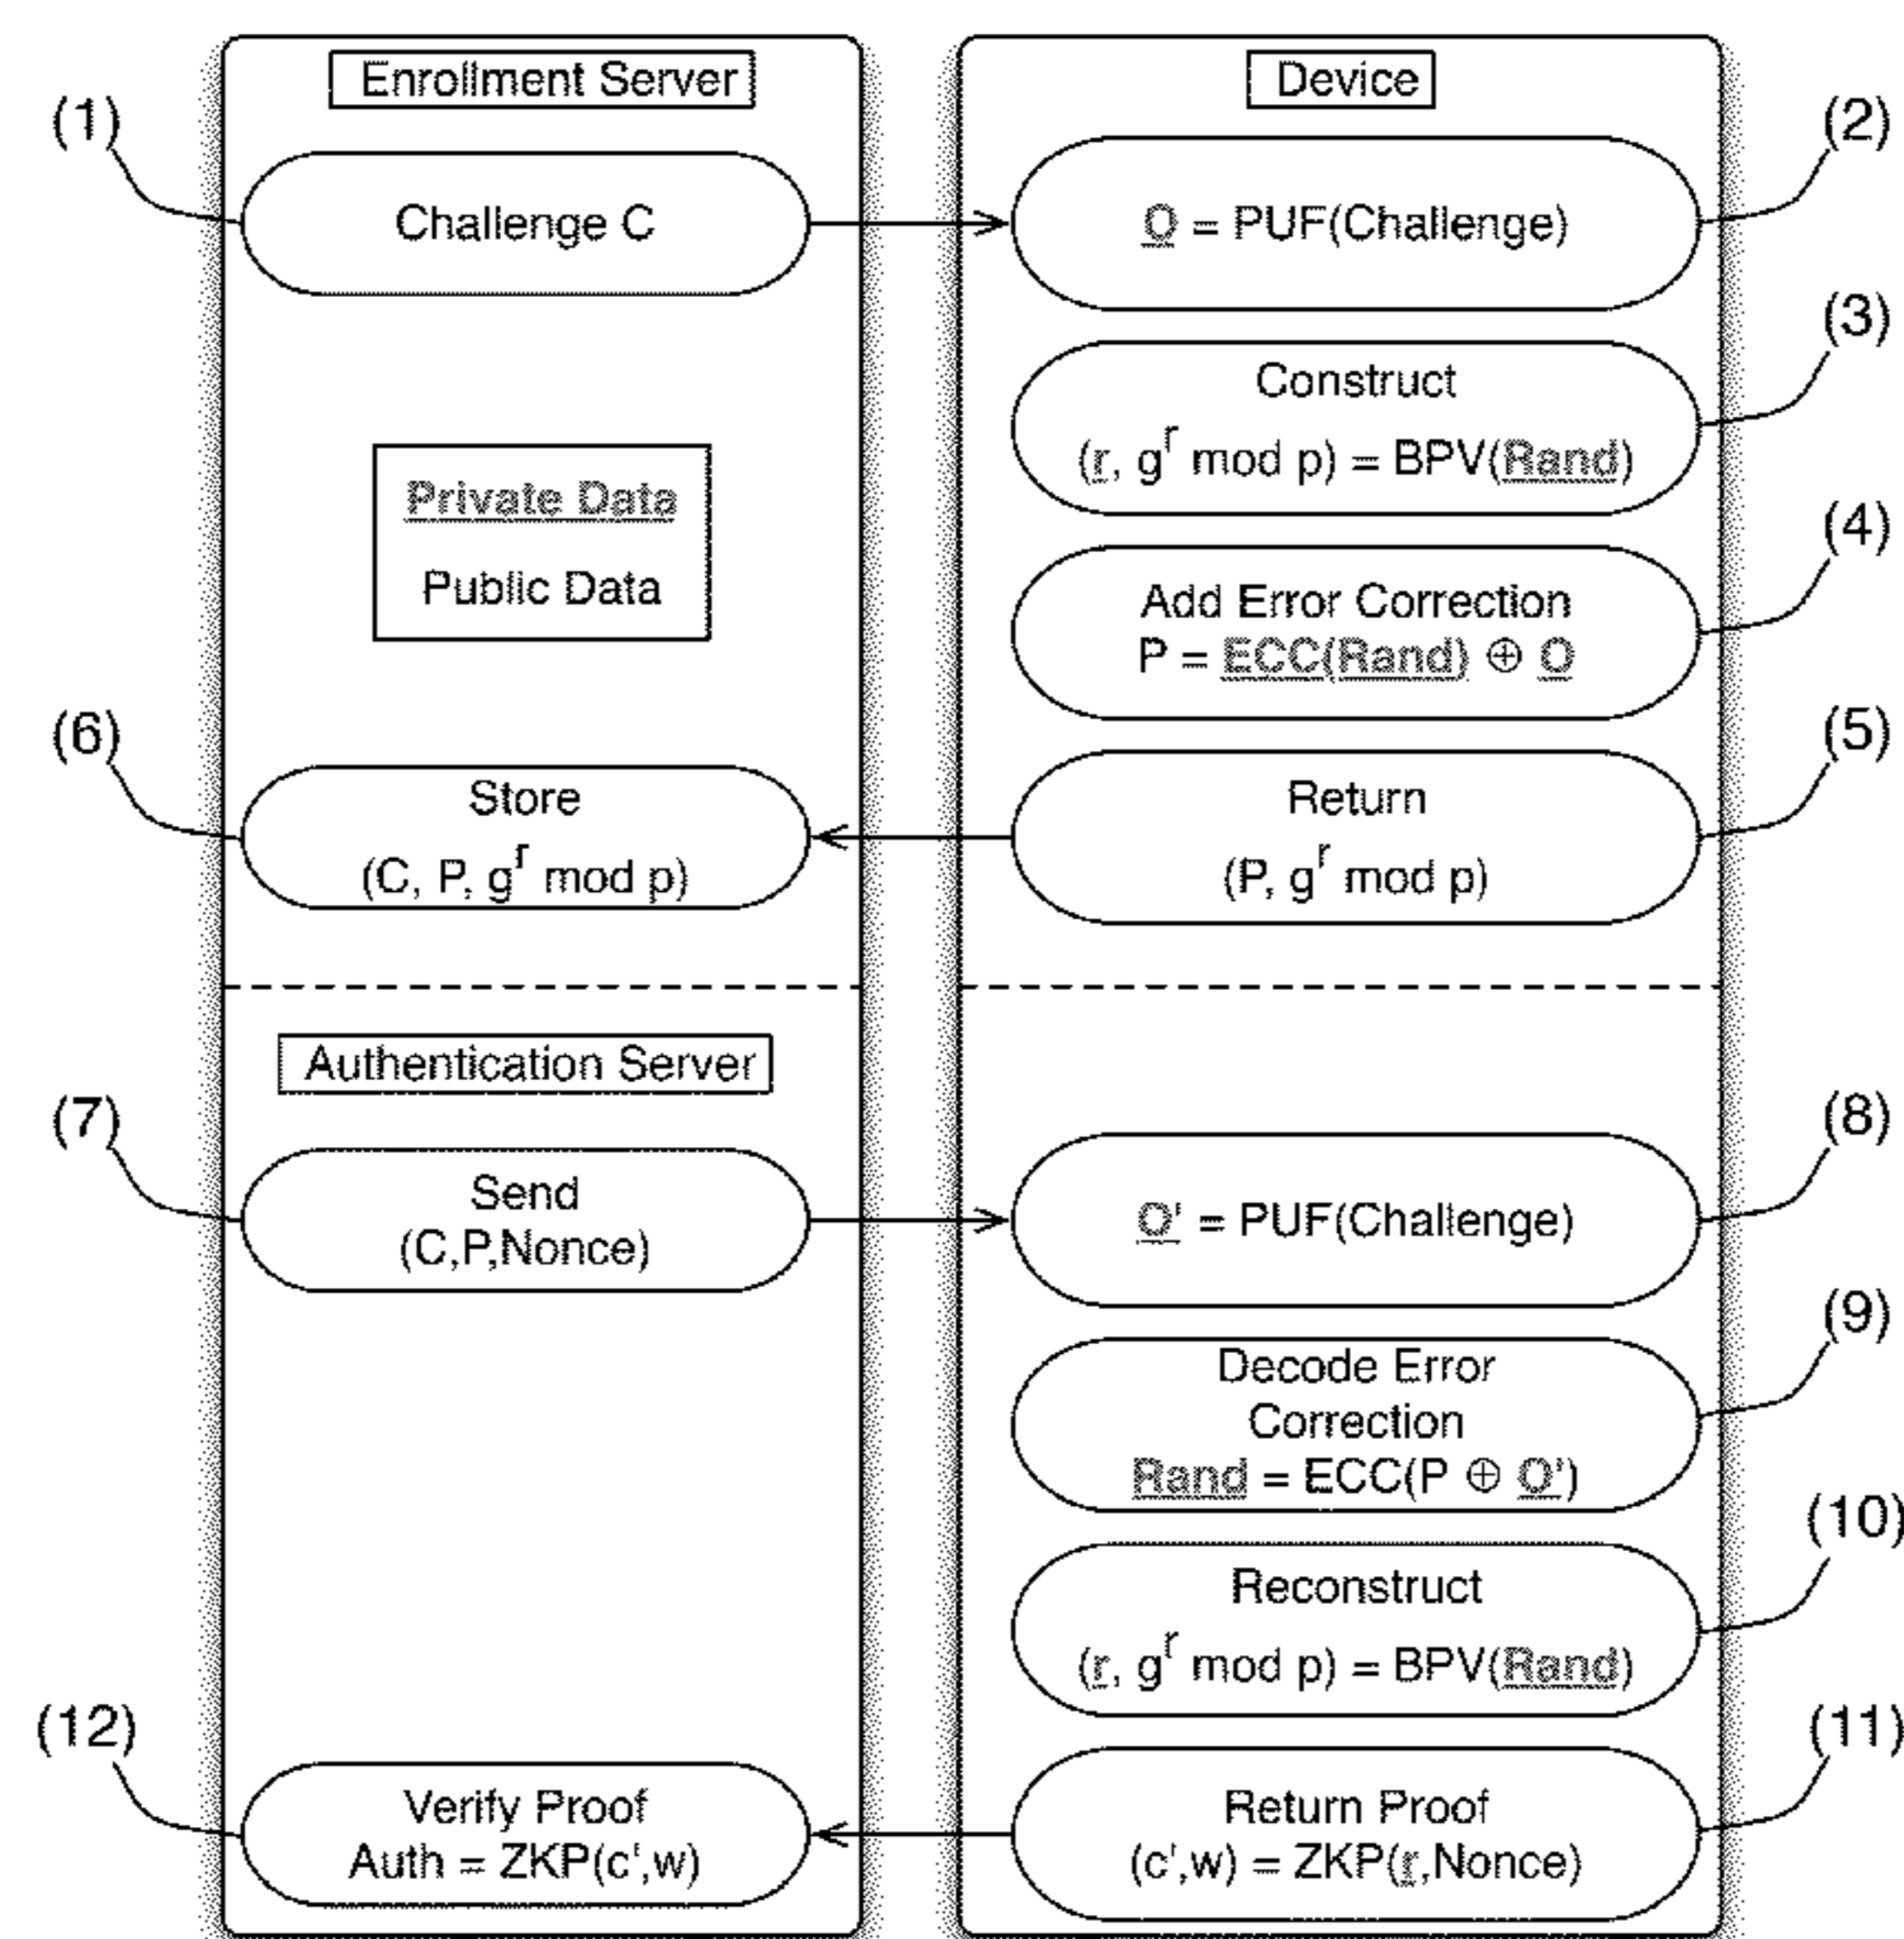 Enrollment Server
Device
(1)
Challenge C
(2)
O = PUF(Challenge)
(3)
Construct
(r, g^r mod p) = BPV(Rand)
Private Data
Public Data
(4)
Add Error Correction
P = ECC(Rand) ⊕ O
(5)
Return
(P, g^r mod p)
(6)
Store
(C, P, g^r mod p)
Authentication Server
(7)
Send
(C,P,Nonce)
(8)
O' = PUF(Challenge)
(9)
Decode Error
Correction
Rand = ECC(P ⊕ O')
(10)
Reconstruct
(r, g^r mod p) = BPV(Rand)
(11)
Return Proof
(c',w) = ZKP(r,Nonce)
(12)
Verify Proof
Auth = ZKP(c',w)